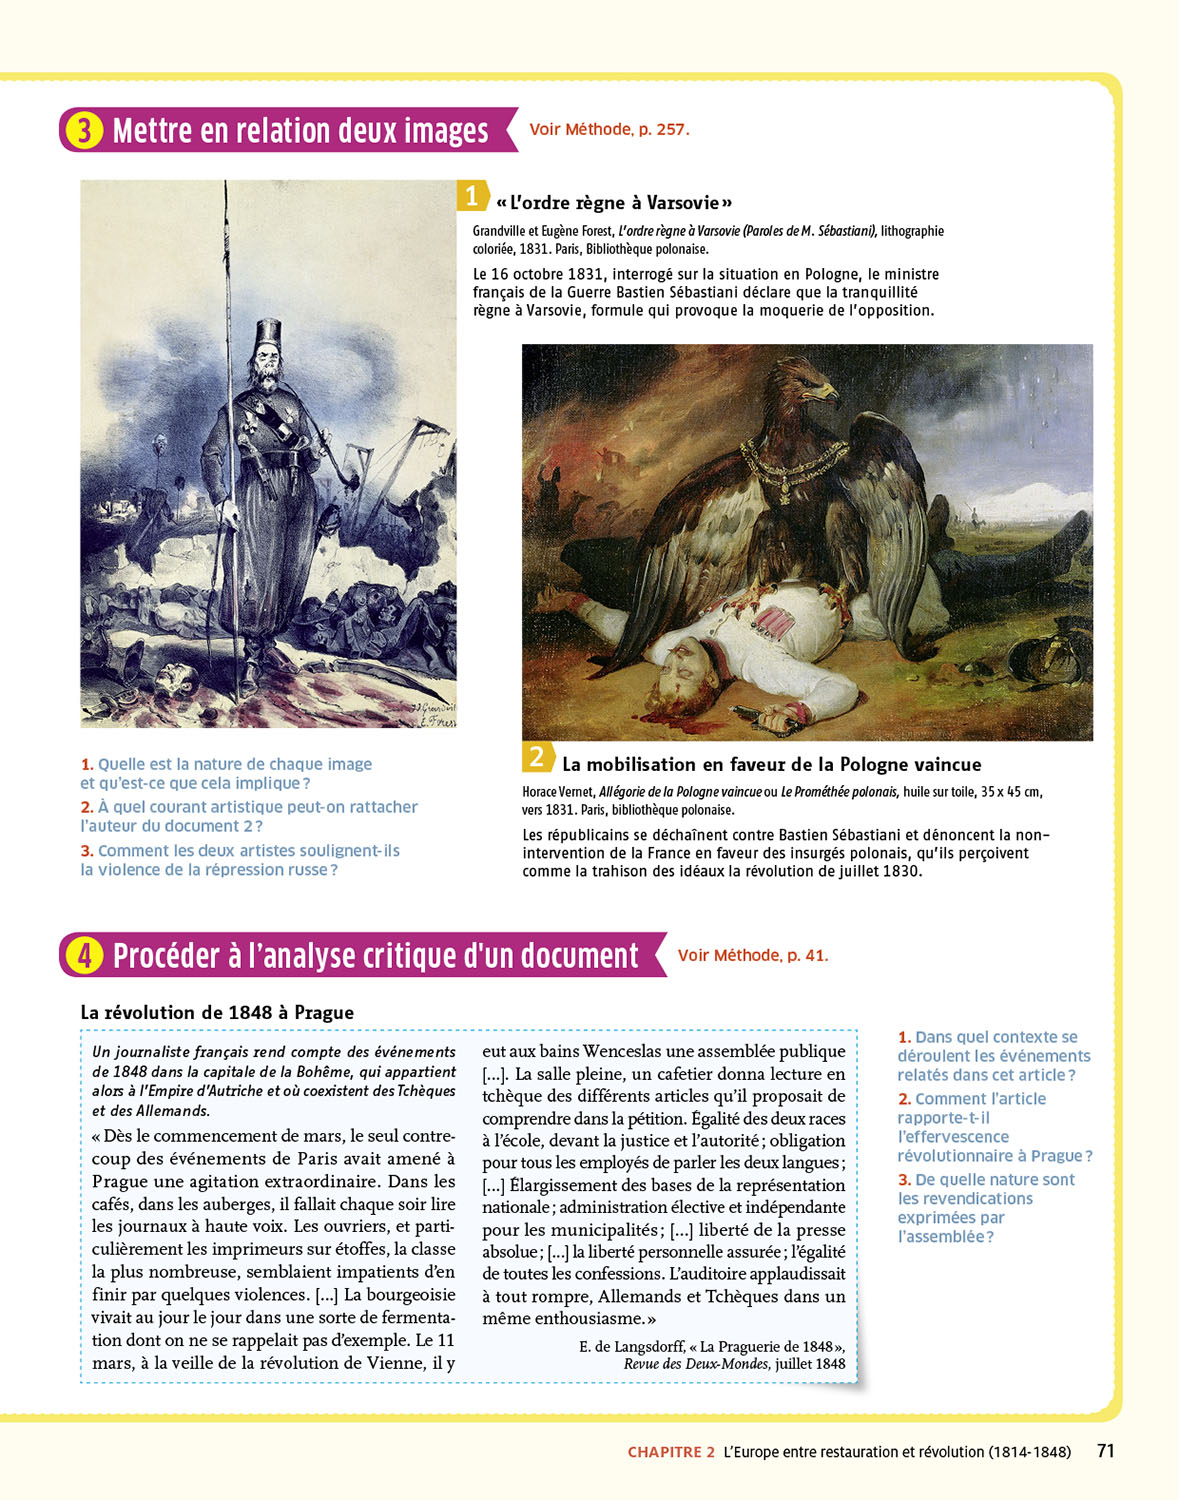 3 Mettre en relation deux images
Voir Méthode, p. 257.
1 « L’ordre règne à Varsovie »
Grandville et Eugène Forest, L’ordre règne à Varsovie (Paroles de M. Sébastiani), lithographie
coloriée, 1831. Paris, Bibliothèque polonaise.
Le 16 octobre 1831, interrogé sur la situation en Pologne, le ministre
français de la Guerre Bastien Sébastiani déclare que la tranquillité
règne à Varsovie, formule qui provoque la moquerie de l’opposition.
J.J. Grandvil
E. Forest
1. Quelle est la nature de chaque image
et qu’est-ce que cela implique ?
2. À quel courant artistique peut-on rattacher
l’auteur du document 2 ?
3. Comment les deux artistes soulignent-ils
la violence de la répression russe ?
2 La mobilisation en faveur de la Pologne vaincue
Horace Vernet, Allégorie de la Pologne vaincue ou Le Prométhée polonais, huile sur toile, 35 x 45 cm,
vers 1831. Paris, bibliothèque polonaise.
Les républicains se déchaînent contre Bastien Sébastiani et dénoncent la non-
intervention de la France en faveur des insurgés polonais, qu’ils perçoivent
comme la trahison des idéaux la révolution de juillet 1830.
4 Procéder à l’analyse critique d'un document
Voir Méthode, p. 41.
La révolution de 1848 à Prague
Un journaliste français rend compte des événements
de 1848 dans la capitale de la Bohême, qui appartient
alors à l’Empire d’Autriche et où coexistent des Tchèques
et des Allemands.
« Dès le commencement de mars, le seul contre-
coup des événements de Paris avait amené à
Prague une agitation extraordinaire. Dans les
cafés, dans les auberges, il fallait chaque soir lire
les journaux à haute voix. Les ouvriers, et parti-
culièrement les imprimeurs sur étoffes, la classe
la plus nombreuse, semblaient impatients d’en
finir par quelques violences. [...] La bourgeoisie
vivait au jour le jour dans une sorte de fermenta-
tion dont on ne se rappelait pas d’exemple. Le 11
mars, à la veille de la révolution de Vienne, il y
eut aux bains Wenceslas une assemblée publique
[...]. La salle pleine, un cafetier donna lecture en
tchèque des différents articles qu’il proposait de
comprendre dans la pétition. Égalité des deux races
à l’école, devant la justice et l’autorité ; obligation
pour tous les employés de parler les deux langues ;
[...] Élargissement des bases de la représentation
nationale ; administration élective et indépendante
pour les municipalités ; [...] liberté de la presse
absolue ; [...] la liberté personnelle assurée ; l’égalité
de toutes les confessions. L’auditoire applaudissait
à tout rompre, Allemands et Tchèques dans un
même enthousiasme. »
E. de Langsdorff, « La Praguerie de 1848 »,
Revue des Deux-Mondes, juillet 1848
1. Dans quel contexte se
déroulent les événements
relatés dans cet article ?
2. Comment l’article
rapporte-t-il
l’effervescence
révolutionnaire à Prague ?
3. De quelle nature sont
les revendications
exprimées par
l’assemblée ?
CHAPITRE 2 L’Europe entre restauration et révolution (1814-1848) 71